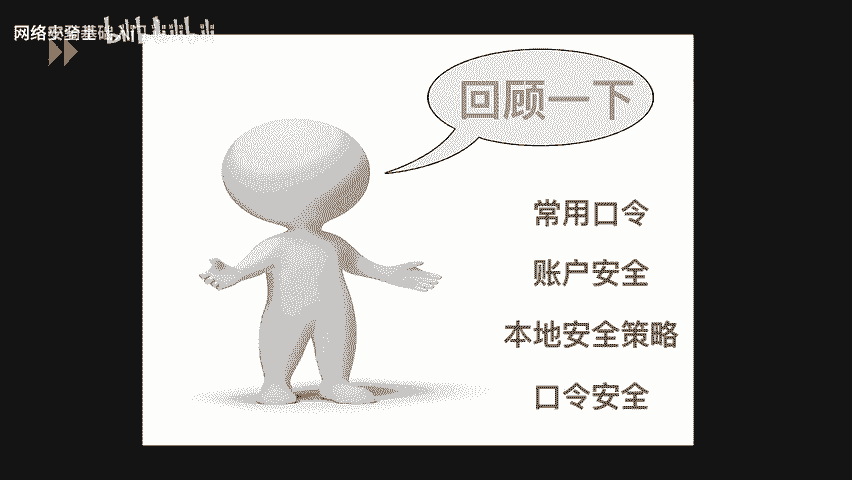 网络安全基础入门
bilibili
回顾一下
常用口令
账户安全
本地安全策略
口令安全